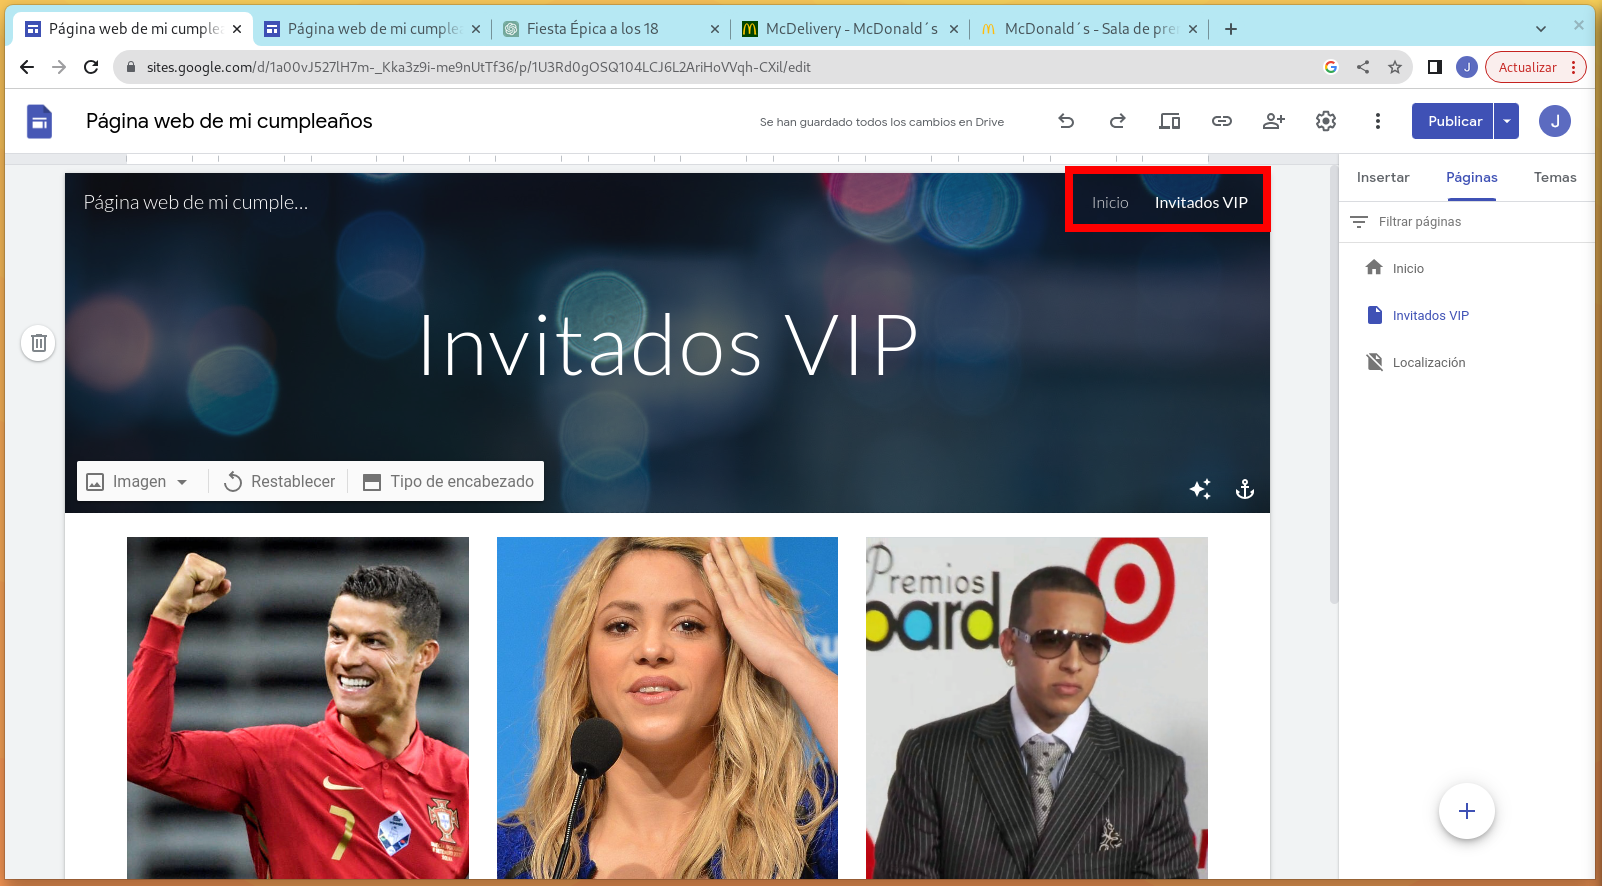 Página web de mi cumple
Página web de mi cumple
Fiesta Épica a los 18
McDelivery - McDonald´s
McDonald´s - Sala de pre
sites.google.com/d/1a00vJ527lH7m-_Kka3z9i-me9nUtTf36/p/1U3Rd0gOSQ104LCJ6L2AriHoVVqh-CXil/edit
J
Actualizar
Página web de mi cumpleaños
Se han guardado todos los cambios en Drive
Publicar
J
Insertar
Páginas
Temas
Página web de mi cumple...
Inicio
Invitados VIP
Filtrar páginas
Inicio
Invitados VIP
Localización
Invitados VIP
Imagen
Restablecer
Tipo de encabezado
Premios
board
7